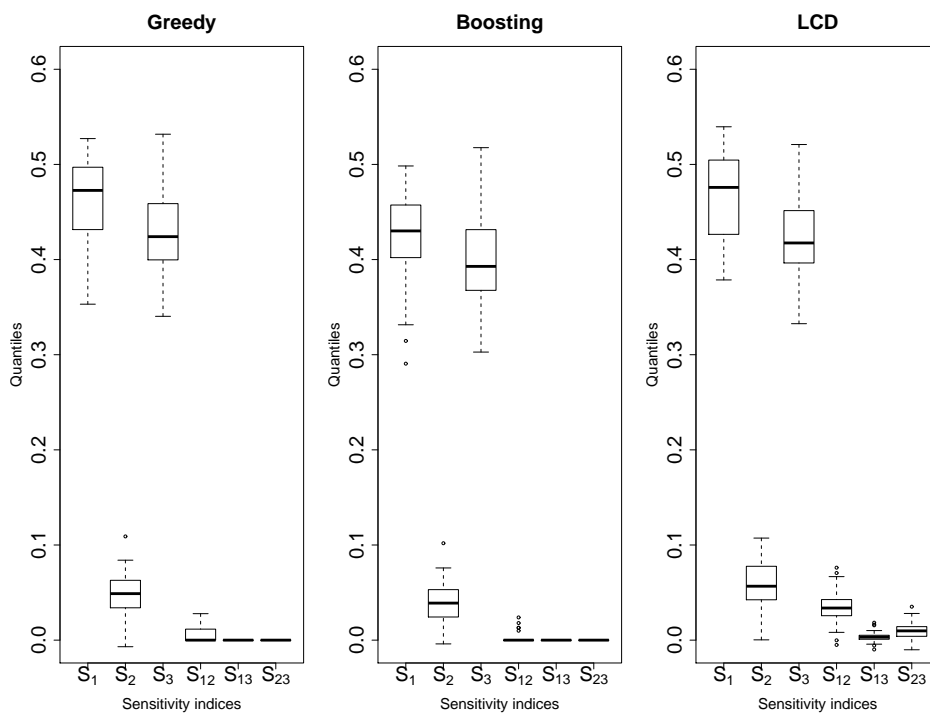 Greedy
Quantiles
0.6
0.5
0.4
0.3
0.2
0.1
0.0
S₁ S₂ S₃ S₁₂ S₁₃ S₂₃
Sensitivity indices
Boosting
Quantiles
0.6
0.5
0.4
0.3
0.2
0.1
0.0
S₁ S₂ S₃ S₁₂ S₁₃ S₂₃
Sensitivity indices
LCD
Quantiles
0.6
0.5
0.4
0.3
0.2
0.1
0.0
S₁ S₂ S₃ S₁₂ S₁₃ S₂₃
Sensitivity indices